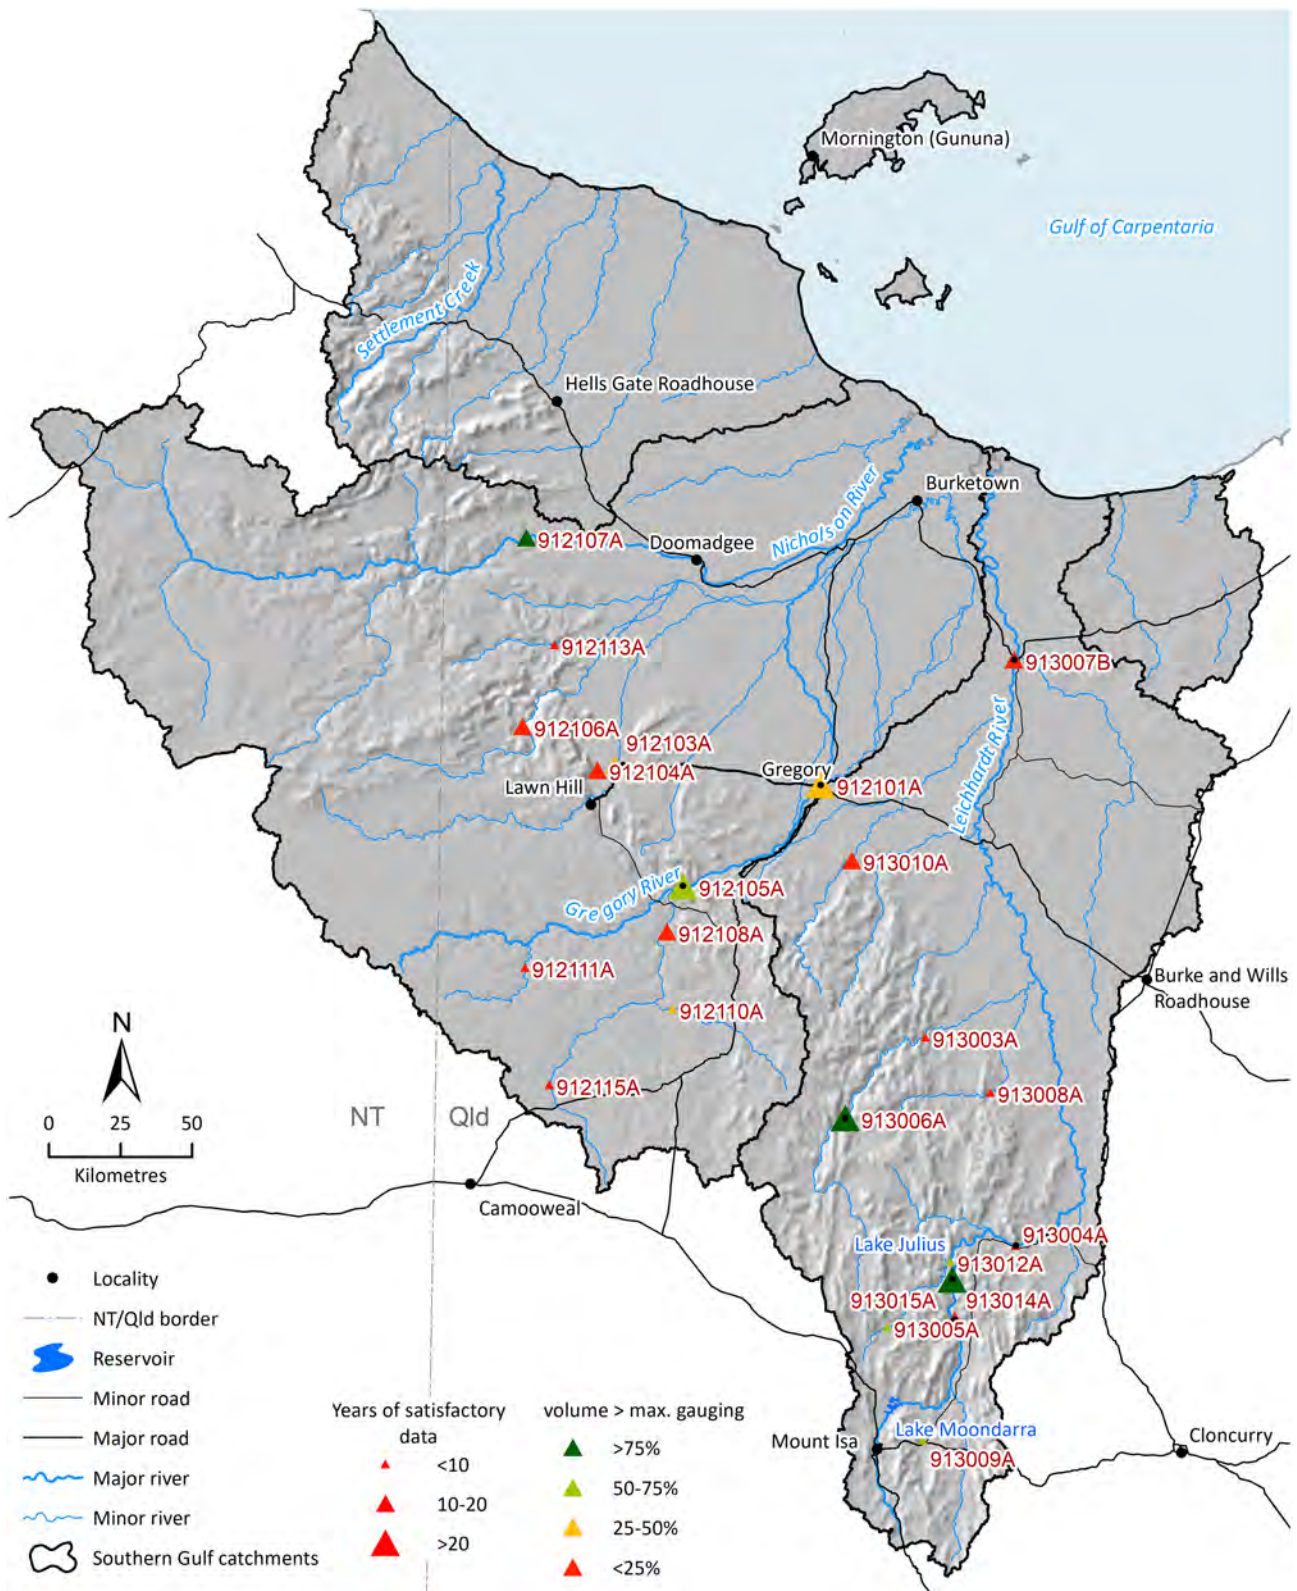 Mornington (Gununa)
Gulf of Carpentaria
Settlement Creek
Hells Gate Roadhouse
Nicholson River
Burketown
912107A
Doomadgee
912113A
913007B
912106A
912103A
912104A
Lawn Hill
Gregory
912101A
Leichhardt River
913010A
Gregory River
912105A
912108A
912111A
Burke and Wills
Roadhouse
912110A
N
913003A
912115A
913008A
NT
Qld
913006A
0 25 50
Kilometres
Camooweal
913004A
Lake Julius
913012A
913015A
913014A
913005A
Lake Moondarra
Mount Isa
913009A
Cloncurry
Locality
NT/Qld border
Reservoir
Minor road
Major road
Major river
Minor river
Southern Gulf catchments
Years of satisfactory
data
<10
10-20
>20
volume > max. gauging
>75%
50-75%
25-50%
<25%